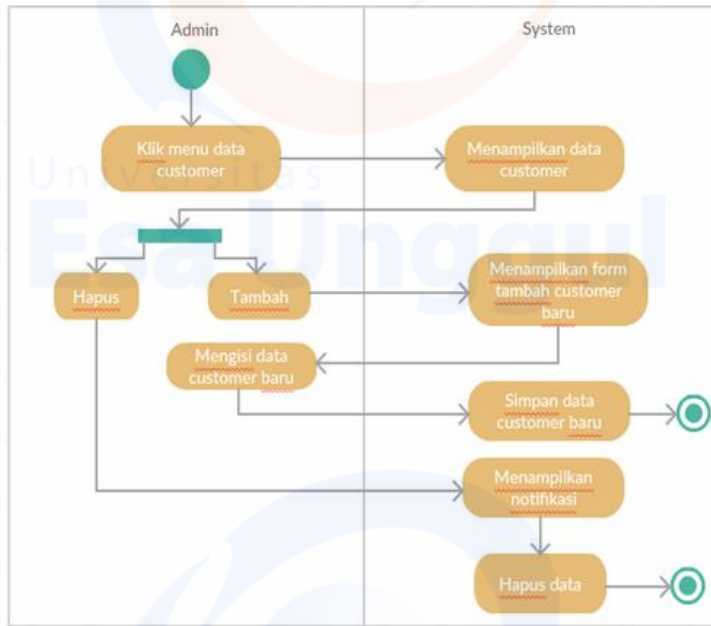 Admin
System
Klik menu data
customer
Menampilkan data
customer
Universitas
Esa Unggul
Hapus
Tambah
Menampilkan form
tambah customer
baru
Mengisi data
customer baru
Simpan data
customer baru
Menampilkan
notifikasi
Hapus data